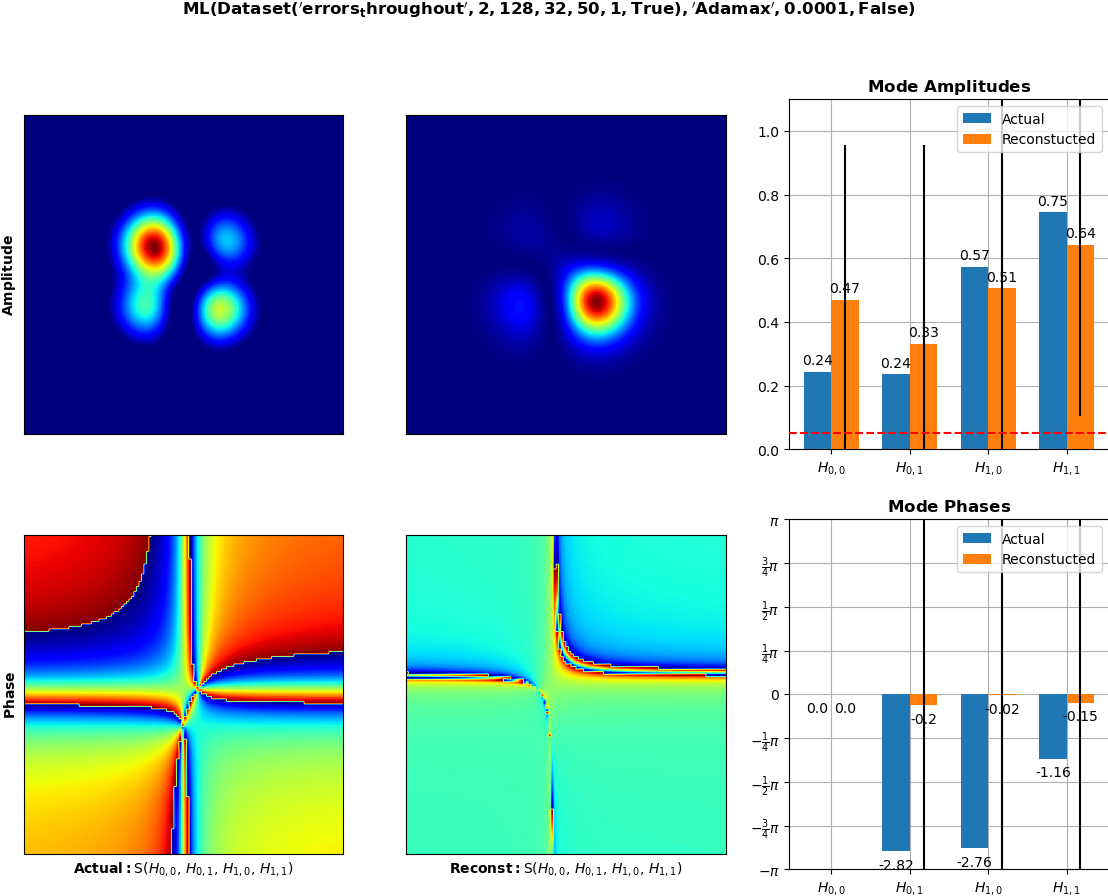 ML(Dataset('errors_throughout', 2, 128, 32, 50, 1, True), 'Adamax', 0.0001, False)
Amplitude
Mode Amplitudes
Actual
Reconstucted
1.0
0.8
0.6
0.4
0.2
0.0
0.24
0.47
0.24
0.33
0.57
0.51
0.75
0.64
H0,0
H0,1
H1,0
H1,1
Phase
Actual: S(H0,0, H0,1, H1,0, H1,1)
Reconst: S(H0,0, H0,1, H1,0, H1,1)
Mode Phases
Actual
Reconstucted
π
3/4π
1/2π
1/4π
0
−1/4π
−1/2π
−3/4π
−π
0.0
0.0
-2.82
-0.2
-2.76
-0.02
-1.16
-0.15
H0,0
H0,1
H1,0
H1,1